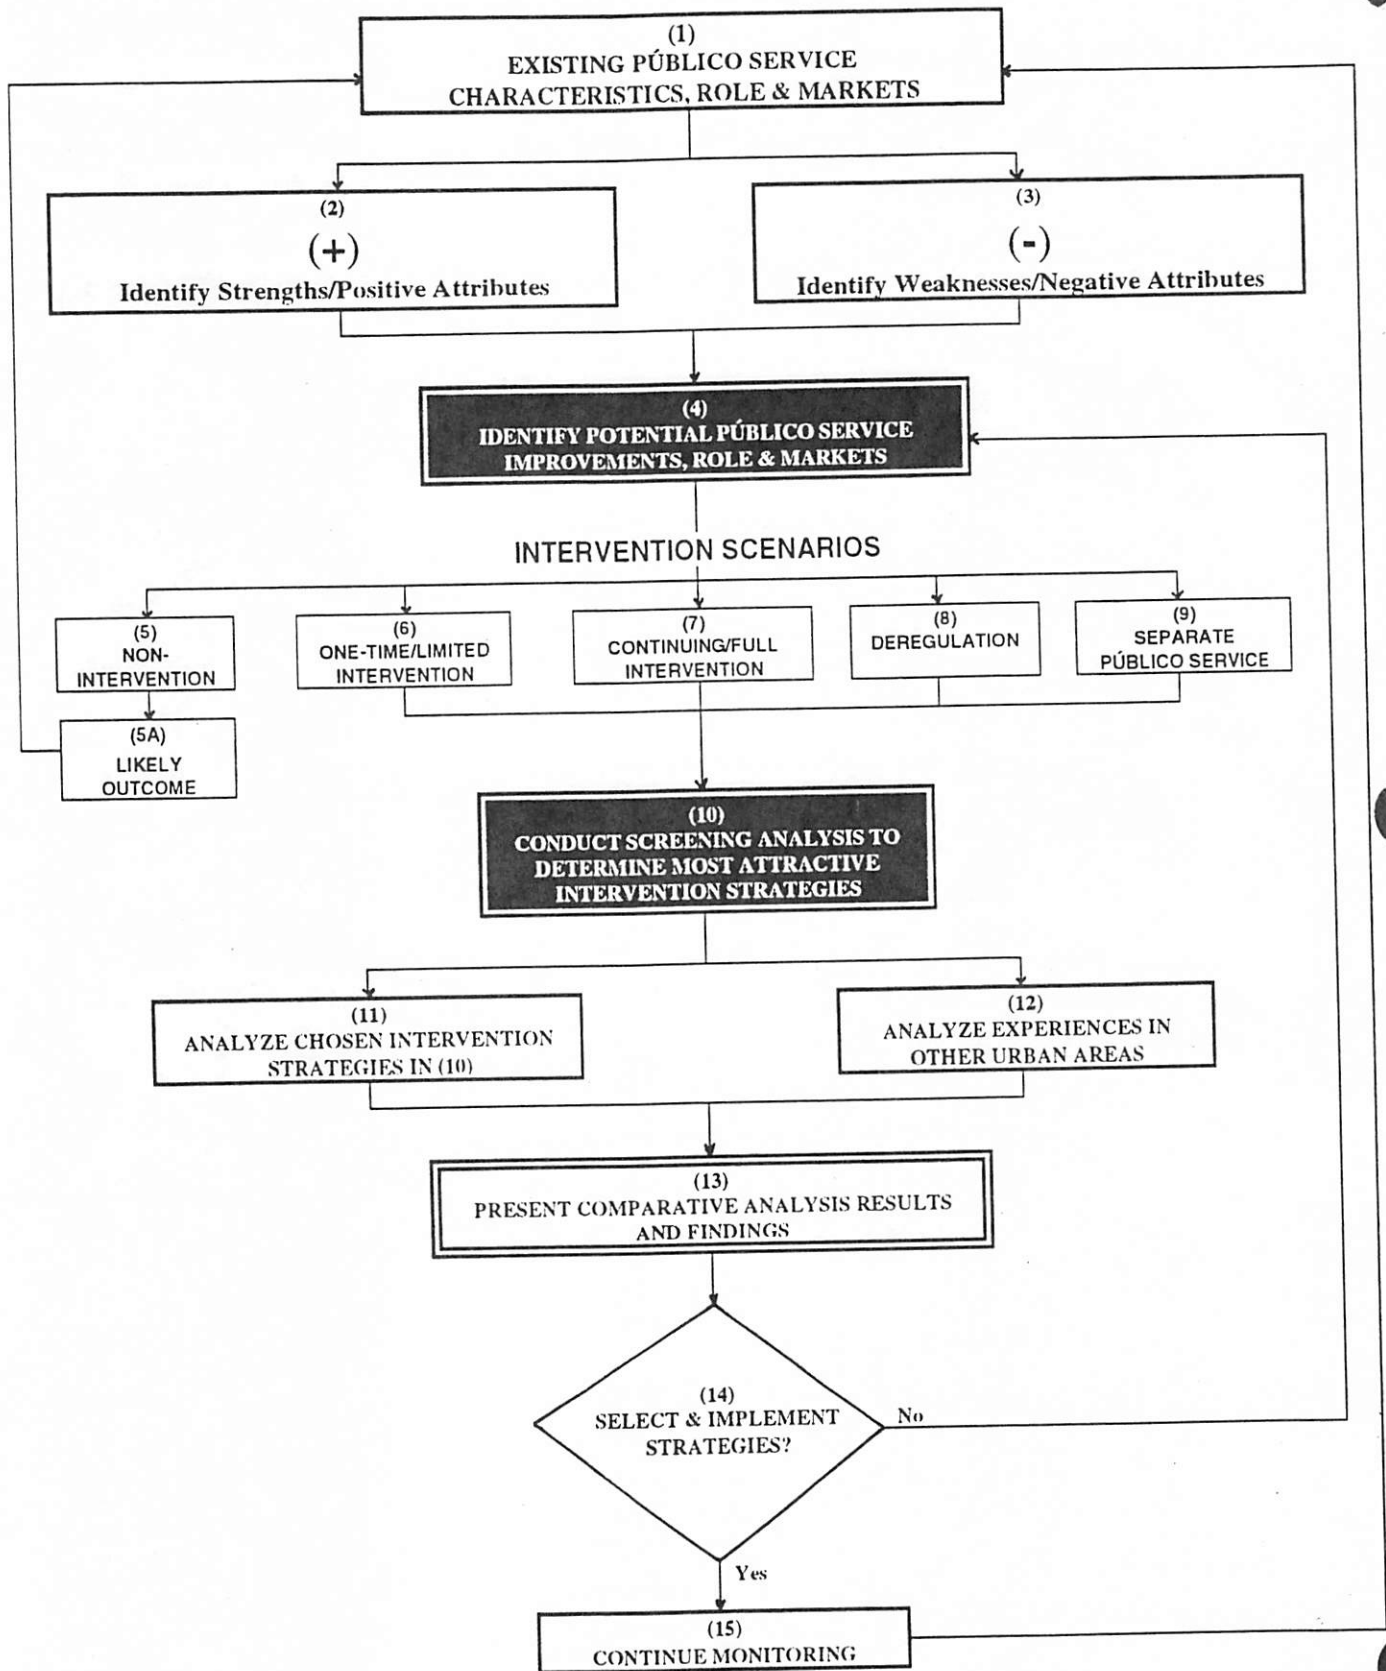 (1)
EXISTING PÚBLICO SERVICE
CHARACTERISTICS, ROLE & MARKETS
(2)
(+)
Identify Strengths/Positive Attributes
(3)
(-)
Identify Weaknesses/Negative Attributes
(4)
IDENTIFY POTENTIAL PÚBLICO SERVICE
IMPROVEMENTS, ROLE & MARKETS
INTERVENTION SCENARIOS
(5)
NON-
INTERVENTION
(6)
ONE-TIME/LIMITED
INTERVENTION
(7)
CONTINUING/FULL
INTERVENTION
(8)
DEREGULATION
(9)
SEPARATE
PÚBLICO SERVICE
(5A)
LIKELY
OUTCOME
(10)
CONDUCT SCREENING ANALYSIS TO
DETERMINE MOST ATTRACTIVE
INTERVENTION STRATEGIES
(11)
ANALYZE CHOSEN INTERVENTION
STRATEGIES IN (10)
(12)
ANALYZE EXPERIENCES IN
OTHER URBAN AREAS
(13)
PRESENT COMPARATIVE ANALYSIS RESULTS
AND FINDINGS
(14)
SELECT & IMPLEMENT
STRATEGIES?
No
Yes
(15)
CONTINUE MONITORING